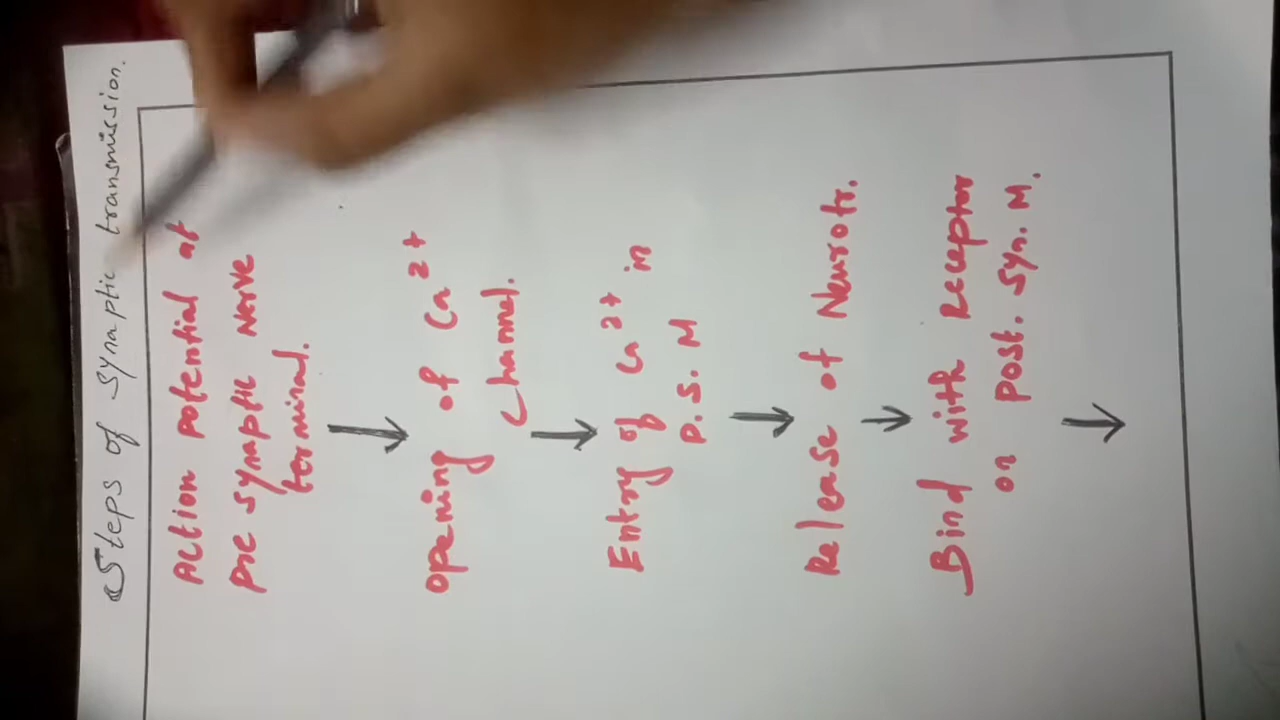 Steps of synaptic transmission.
Action potential at
pre synaptic nerve
terminal.
↓
opening of Ca2+
channel.
↓
Entry of Ca2+ in
P.S. M
↓
Release of Neurotr.
↓
Bind with Receptor
on post. Syn. M.
↓